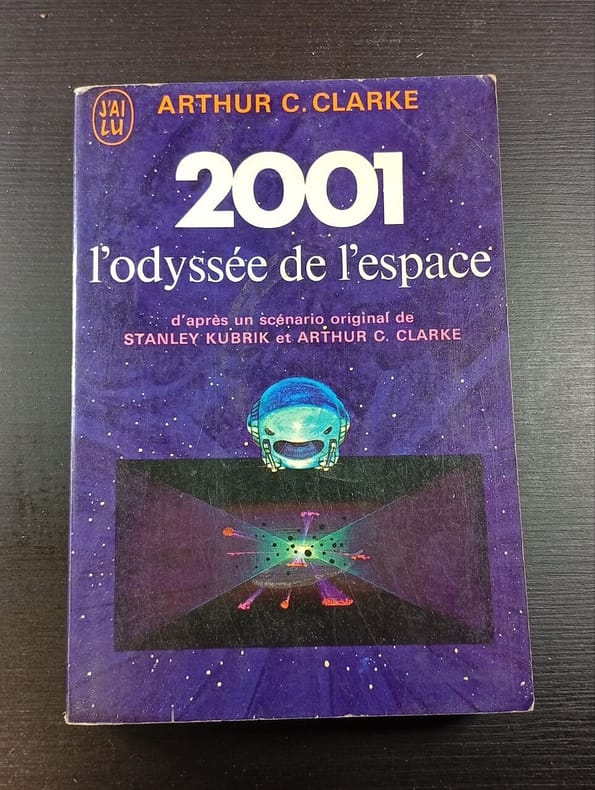 J'AI
LU
ARTHUR C. CLARKE
2001
l'odyssée de l'espace
d'après un scénario original de
STANLEY KUBRIK et ARTHUR C. CLARKE